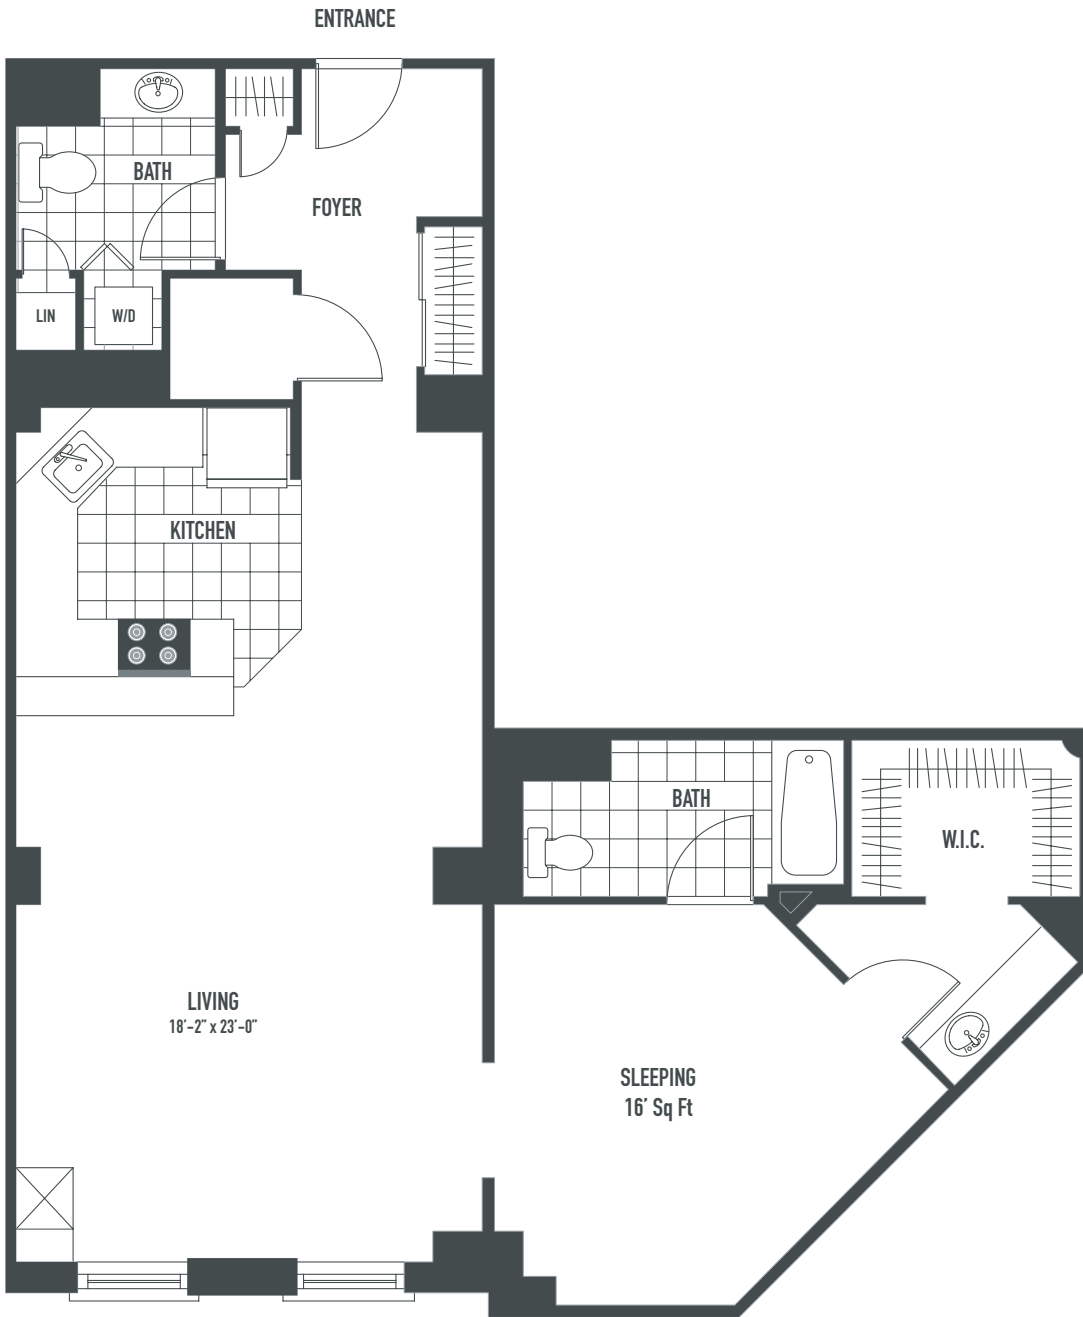 ENTRANCE
BATH
FOYER
LIN
W/D
KITCHEN
BATH
W.I.C.
LIVING
18'-2" x 23'-0"
SLEEPING
16' Sq Ft